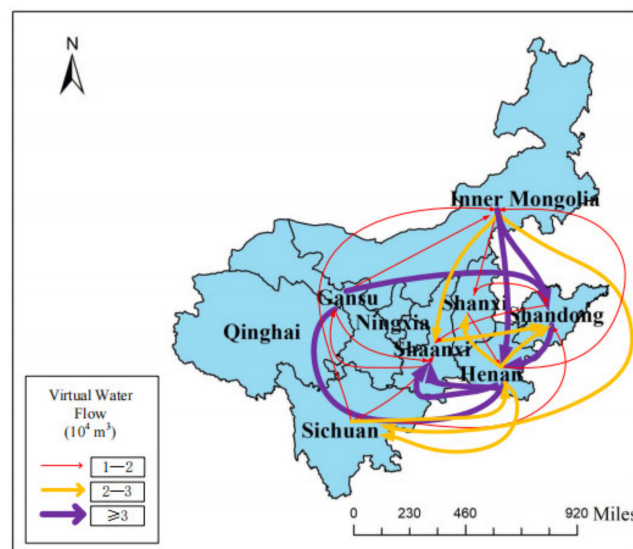 N
Inner Mongolia
Gansu
Shanxi
Ningxia
Shandong
Qinghai
Shaanxi
Henan
Sichuan
Virtual Water
Flow
(10⁴ m³)
1—2
2—3
≥3
0 230 460 920
Miles